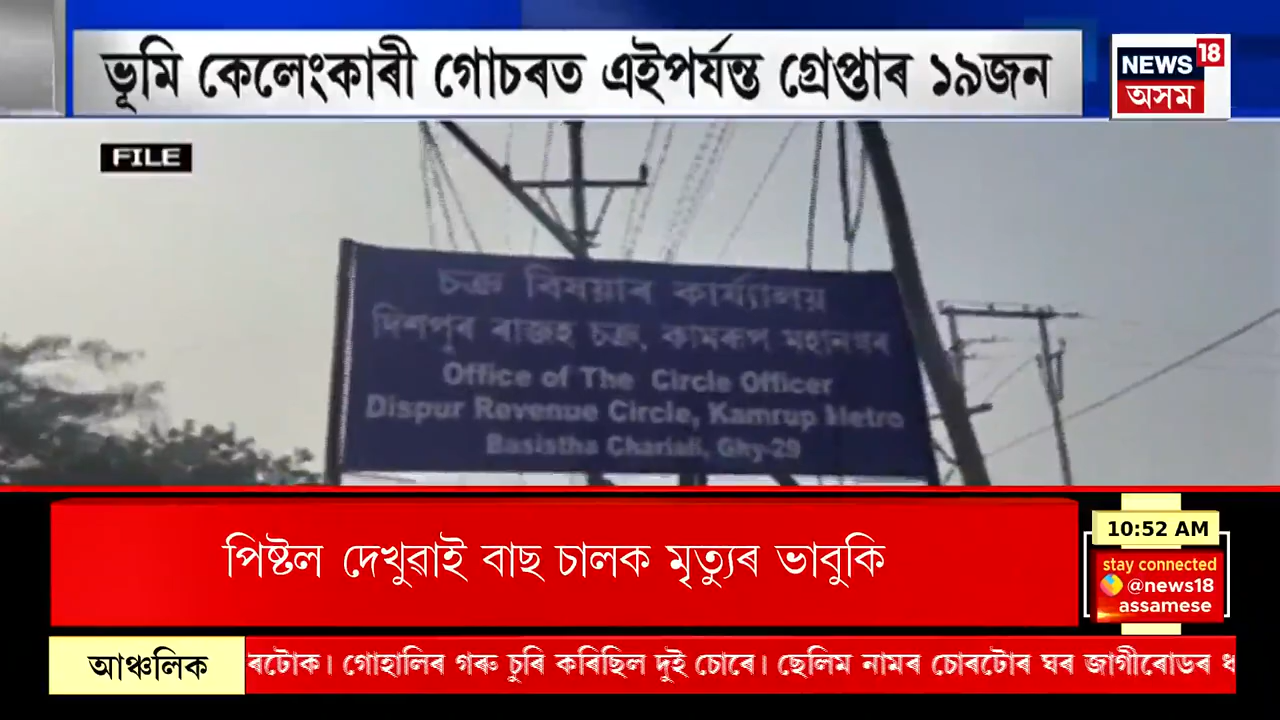 ভূমি কেলেংকাৰী গোচৰত এইপৰ্যন্ত গ্ৰেপ্তাৰ ১৯জন
NEWS 18
অসম
FILE
চক্ৰ বিষয়াৰ কাৰ্য্যালয়
দিশপুৰ ৰাজহ চক্ৰ, কামৰূপ মহানগৰ
Office of The Circle Officer
Dispur Revenue Circle, Kamrup Metro
Basistha Chariali, Ghy-29
পিষ্টল দেখুৱাই বাছ চালক মৃত্যুৰ ভাবুকি
10:52 AM
stay connected
@news18
assamese
আঞ্চলিক
ৰটোক। গোহালিৰ গৰু চুৰি কৰিছিল দুই চোৰে। ছেলিম নামৰ চোৰটোৰ ঘৰ জাগীৰোডৰ ধ